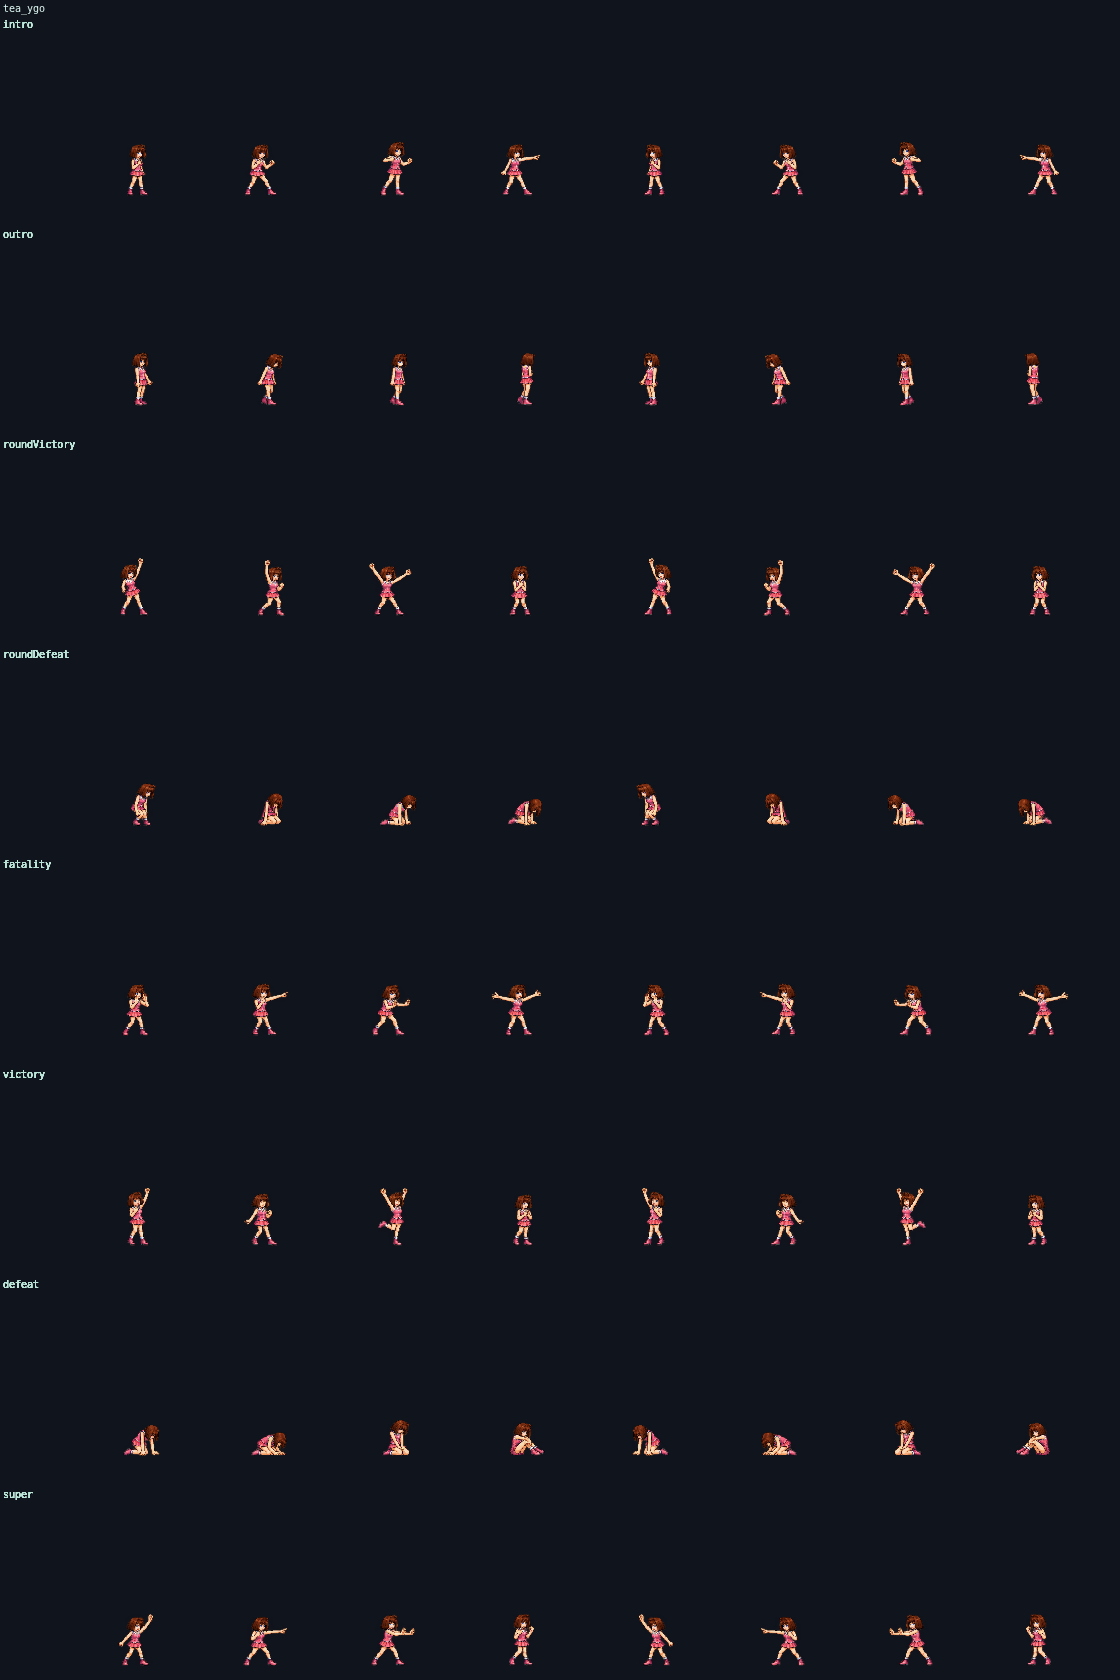 tea_ygo
intro
outro
roundVictory
roundDefeat
fatality
victory
defeat
super